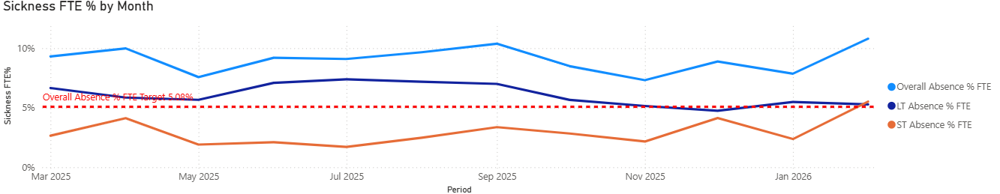 Sickness FTE % by Month
10%
5%
0%
Sickness FTE%
Overall Absence % FTE Target 5.08%
Mar 2025
May 2025
Jul 2025
Sep 2025
Nov 2025
Jan 2026
Period
Overall Absence % FTE
LT Absence % FTE
ST Absence % FTE